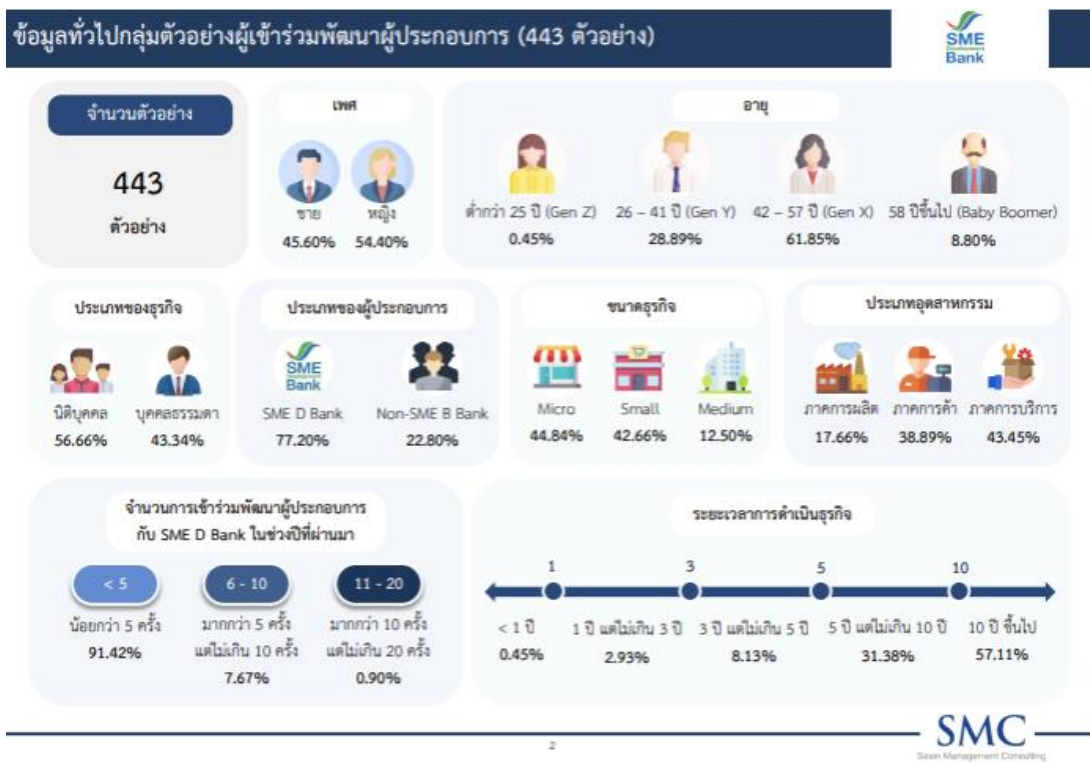 ข้อมูลทั่วไปกลุ่มตัวอย่างผู้เข้าร่วมพัฒนาผู้ประกอบการ (443 ตัวอย่าง)
SME
Development
Bank
จำนวนตัวอย่าง
443
ตัวอย่าง
เพศ
ชาย หญิง
45.60% 54.40%
อายุ
ต่ำกว่า 25 ปี (Gen Z) 26 – 41 ปี (Gen Y) 42 – 57 ปี (Gen X) 58 ปีขึ้นไป (Baby Boomer)
0.45% 28.89% 61.85% 8.80%
ประเภทของธุรกิจ
นิติบุคคล บุคคลธรรมดา
56.66% 43.34%
ประเภทของผู้ประกอบการ
SME
Bank
SME D Bank Non-SME B Bank
77.20% 22.80%
ขนาดธุรกิจ
Micro Small Medium
44.84% 42.66% 12.50%
ประเภทอุตสาหกรรม
ภาคการผลิต ภาคการค้า ภาคการบริการ
17.66% 38.89% 43.45%
จำนวนการเข้าร่วมพัฒนาผู้ประกอบการ
กับ SME D Bank ในช่วงปีที่ผ่านมา
< 5 6 - 10 11 - 20
น้อยกว่า 5 ครั้ง มากกว่า 5 ครั้ง มากกว่า 10 ครั้ง
แต่ไม่เกิน 10 ครั้ง แต่ไม่เกิน 20 ครั้ง
91.42% 7.67% 0.90%
ระยะเวลาการดำเนินธุรกิจ
1 3 5 10
< 1 ปี 1 ปี แต่ไม่เกิน 3 ปี 3 ปี แต่ไม่เกิน 5 ปี 5 ปี แต่ไม่เกิน 10 ปี 10 ปี ขึ้นไป
0.45% 2.93% 8.13% 31.38% 57.11%
2
SMC
Sasin Management Consulting